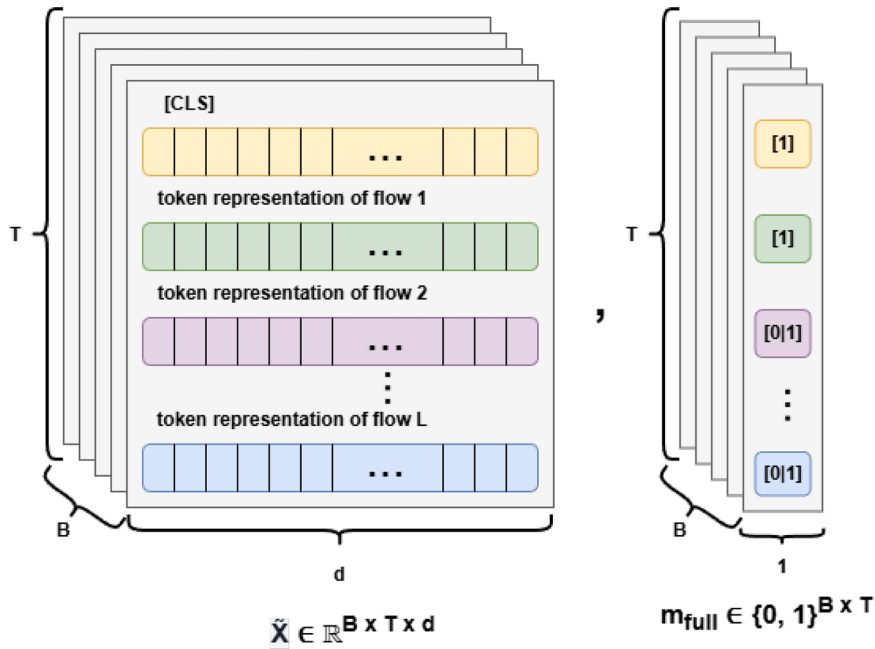 [CLS]
...
token representation of flow 1
...
token representation of flow 2
...
⋮
token representation of flow L
...
T
B
d
X̃ ∈ ℝ^B x T x d
,
[1]
[1]
[0|1]
⋮
[0|1]
T
B
1
m_full ∈ {0, 1}^B x T